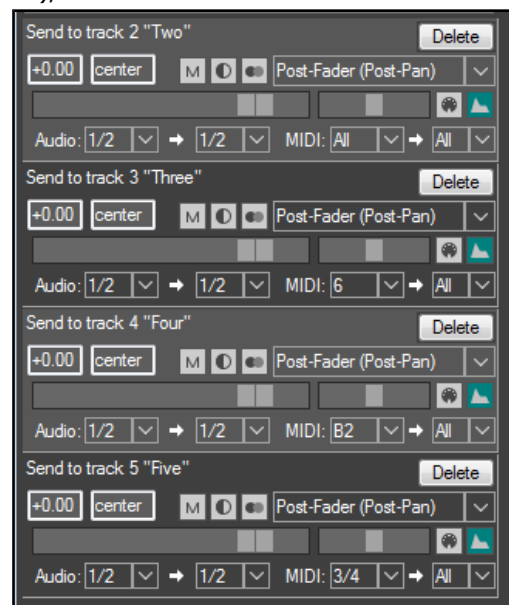 Send to track 2 "Two" Delete
+0.00 center M Post-Fader (Post-Pan)
Audio: 1/2 → 1/2 MIDI: All → All
Send to track 3 "Three" Delete
+0.00 center M Post-Fader (Post-Pan)
Audio: 1/2 → 1/2 MIDI: 6 → All
Send to track 4 "Four" Delete
+0.00 center M Post-Fader (Post-Pan)
Audio: 1/2 → 1/2 MIDI: B2 → All
Send to track 5 "Five" Delete
+0.00 center M Post-Fader (Post-Pan)
Audio: 1/2 → 1/2 MIDI: 3/4 → All